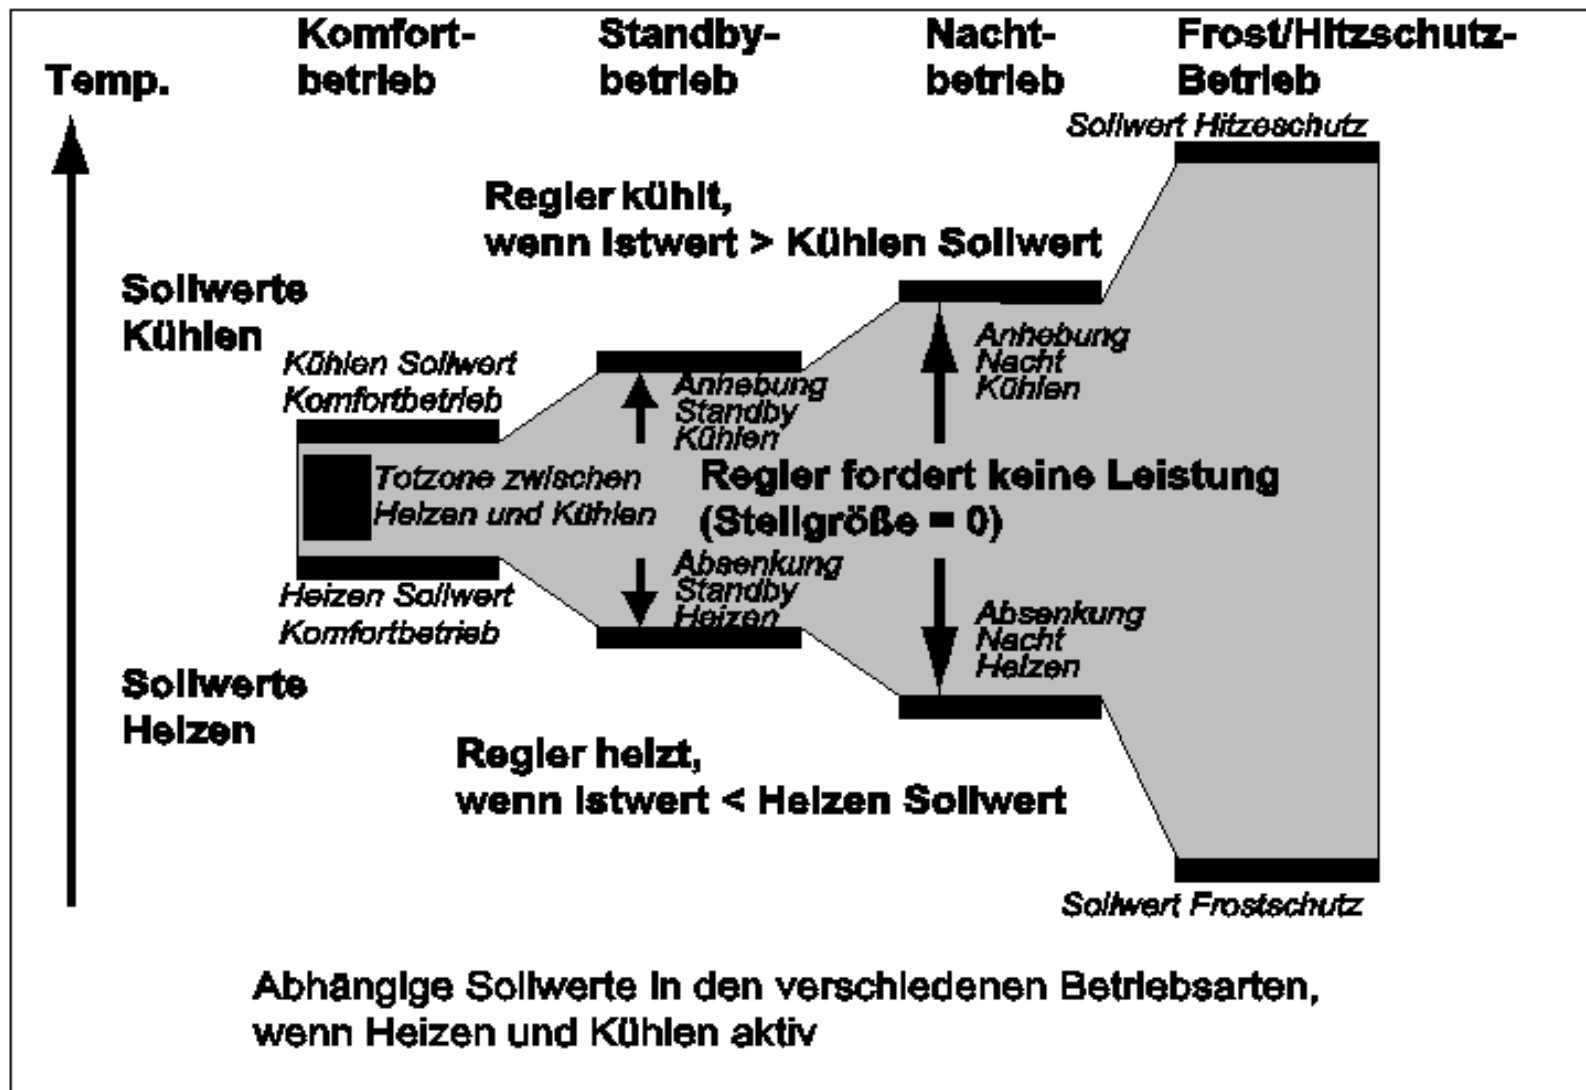 Komfort-
betrieb
Standby-
betrieb
Nacht-
betrieb
Frost/Hitzschutz-
Betrieb
Temp.
Sollwert Hitzeschutz
Regler kühlt,
wenn Istwert > Kühlen Sollwert
Sollwerte
Kühlen
Kühlen Sollwert
Komfortbetrieb
Anhebung
Standby
Kühlen
Anhebung
Nacht
Kühlen
Totzone zwischen
Heizen und Kühlen
Regler fordert keine Leistung
(Stellgröße = 0)
Heizen Sollwert
Komfortbetrieb
Absenkung
Standby
Heizen
Absenkung
Nacht
Heizen
Sollwerte
Heizen
Regler heizt,
wenn Istwert < Heizen Sollwert
Sollwert Frostschutz
Abhängige Sollwerte in den verschiedenen Betriebsarten,
wenn Heizen und Kühlen aktiv